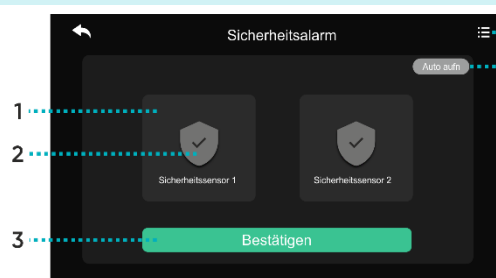 Sicherheitsalarm
Auto aufn
1
2
Sicherheitssensor 1
Sicherheitssensor 2
3
Bestätigen